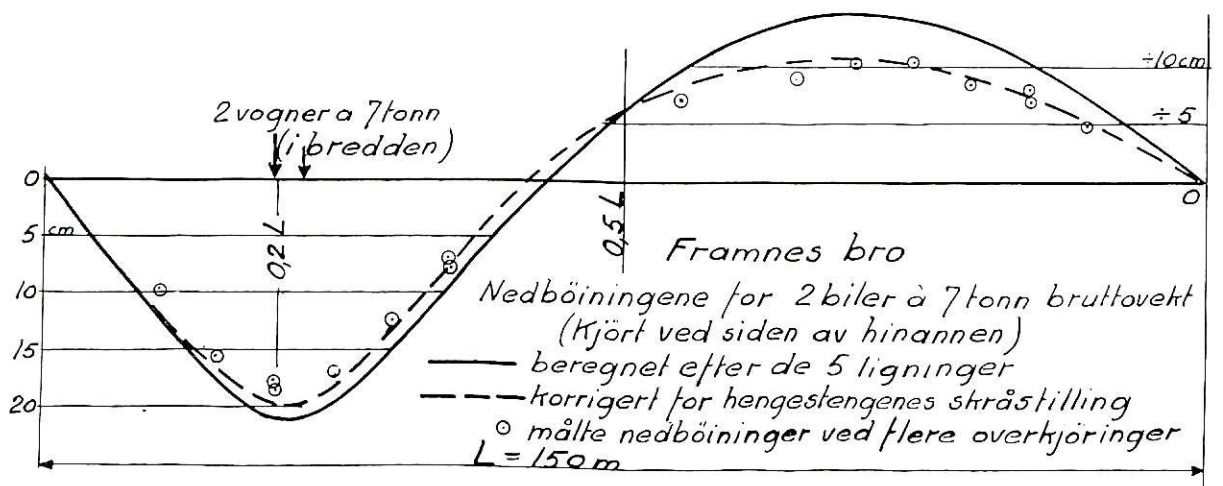 ÷10cm
2 vogner a 7tonn
(i bredden)
÷5
0
0
5 cm
0,2 L
0,5 L
10
15
20
Framnes bro
Nedböiningene for 2 biler à 7 tonn bruttovekt
(Kjört ved siden av hinannen)
beregnet efter de 5 ligninger
korrigert for hengestengenes skråstilling
målte nedböininger ved flere overkjöringer
L = 150 m